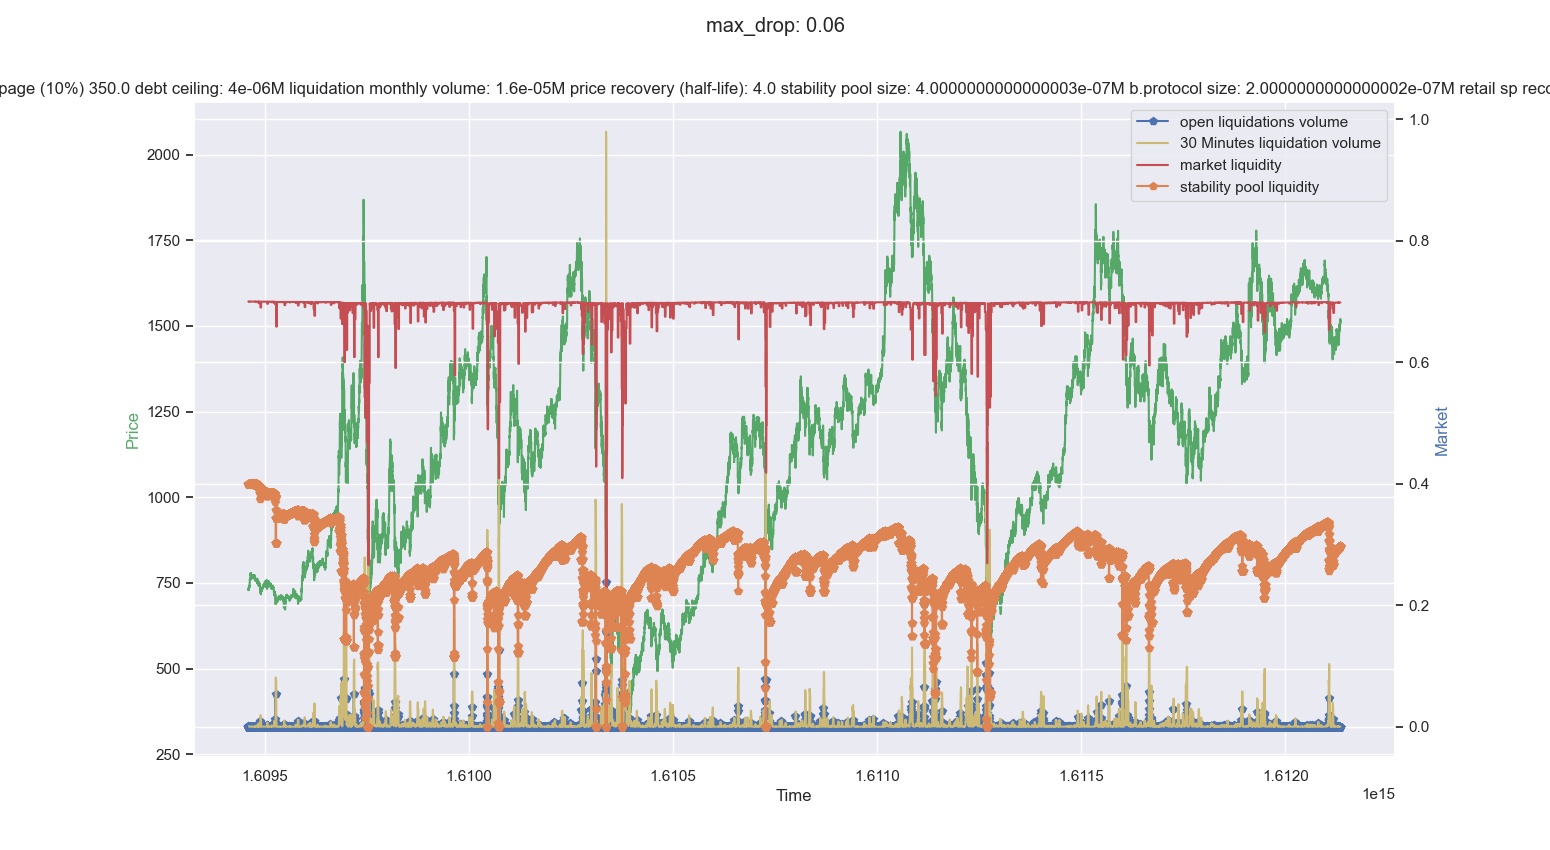 max_drop: 0.06
page (10%) 350.0 debt ceiling: 4e-06M liquidation monthly volume: 1.6e-05M price recovery (half-life): 4.0 stability pool size: 4.0000000000000003e-07M b.protocol size: 2.0000000000000002e-07M retail sp reco
open liquidations volume
30 Minutes liquidation volume
market liquidity
stability pool liquidity
2000
1750
1500
1250
1000
750
500
250
Price
1.0
0.8
0.6
0.4
0.2
0.0
Market
1.6095 1.6100 1.6105 1.6110 1.6115 1.6120
Time
1e15